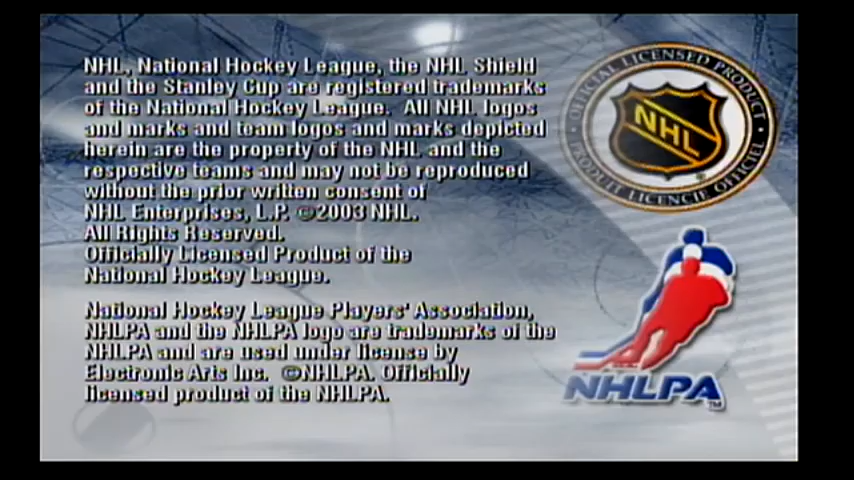 NHL, National Hockey League, the NHL Shield
and the Stanley Cup are registered trademarks
of the National Hockey League. All NHL logos
and marks and team logos and marks depicted
herein are the property of the NHL and the
respective teams and may not be reproduced
without the prior written consent of
NHL Enterprises, L.P. ©2003 NHL.
All Rights Reserved.
Officially Licensed Product of the
National Hockey League.
National Hockey League Players' Association,
NHLPA and the NHLPA logo are trademarks of the
NHLPA and are used under license by
Electronic Arts Inc. ©NHLPA. Officially
licensed product of the NHLPA.
OFFICIAL LICENSED PRODUCT
NHL
PRODUIT LICENCIE OFFICIEL
NHLPA
TM